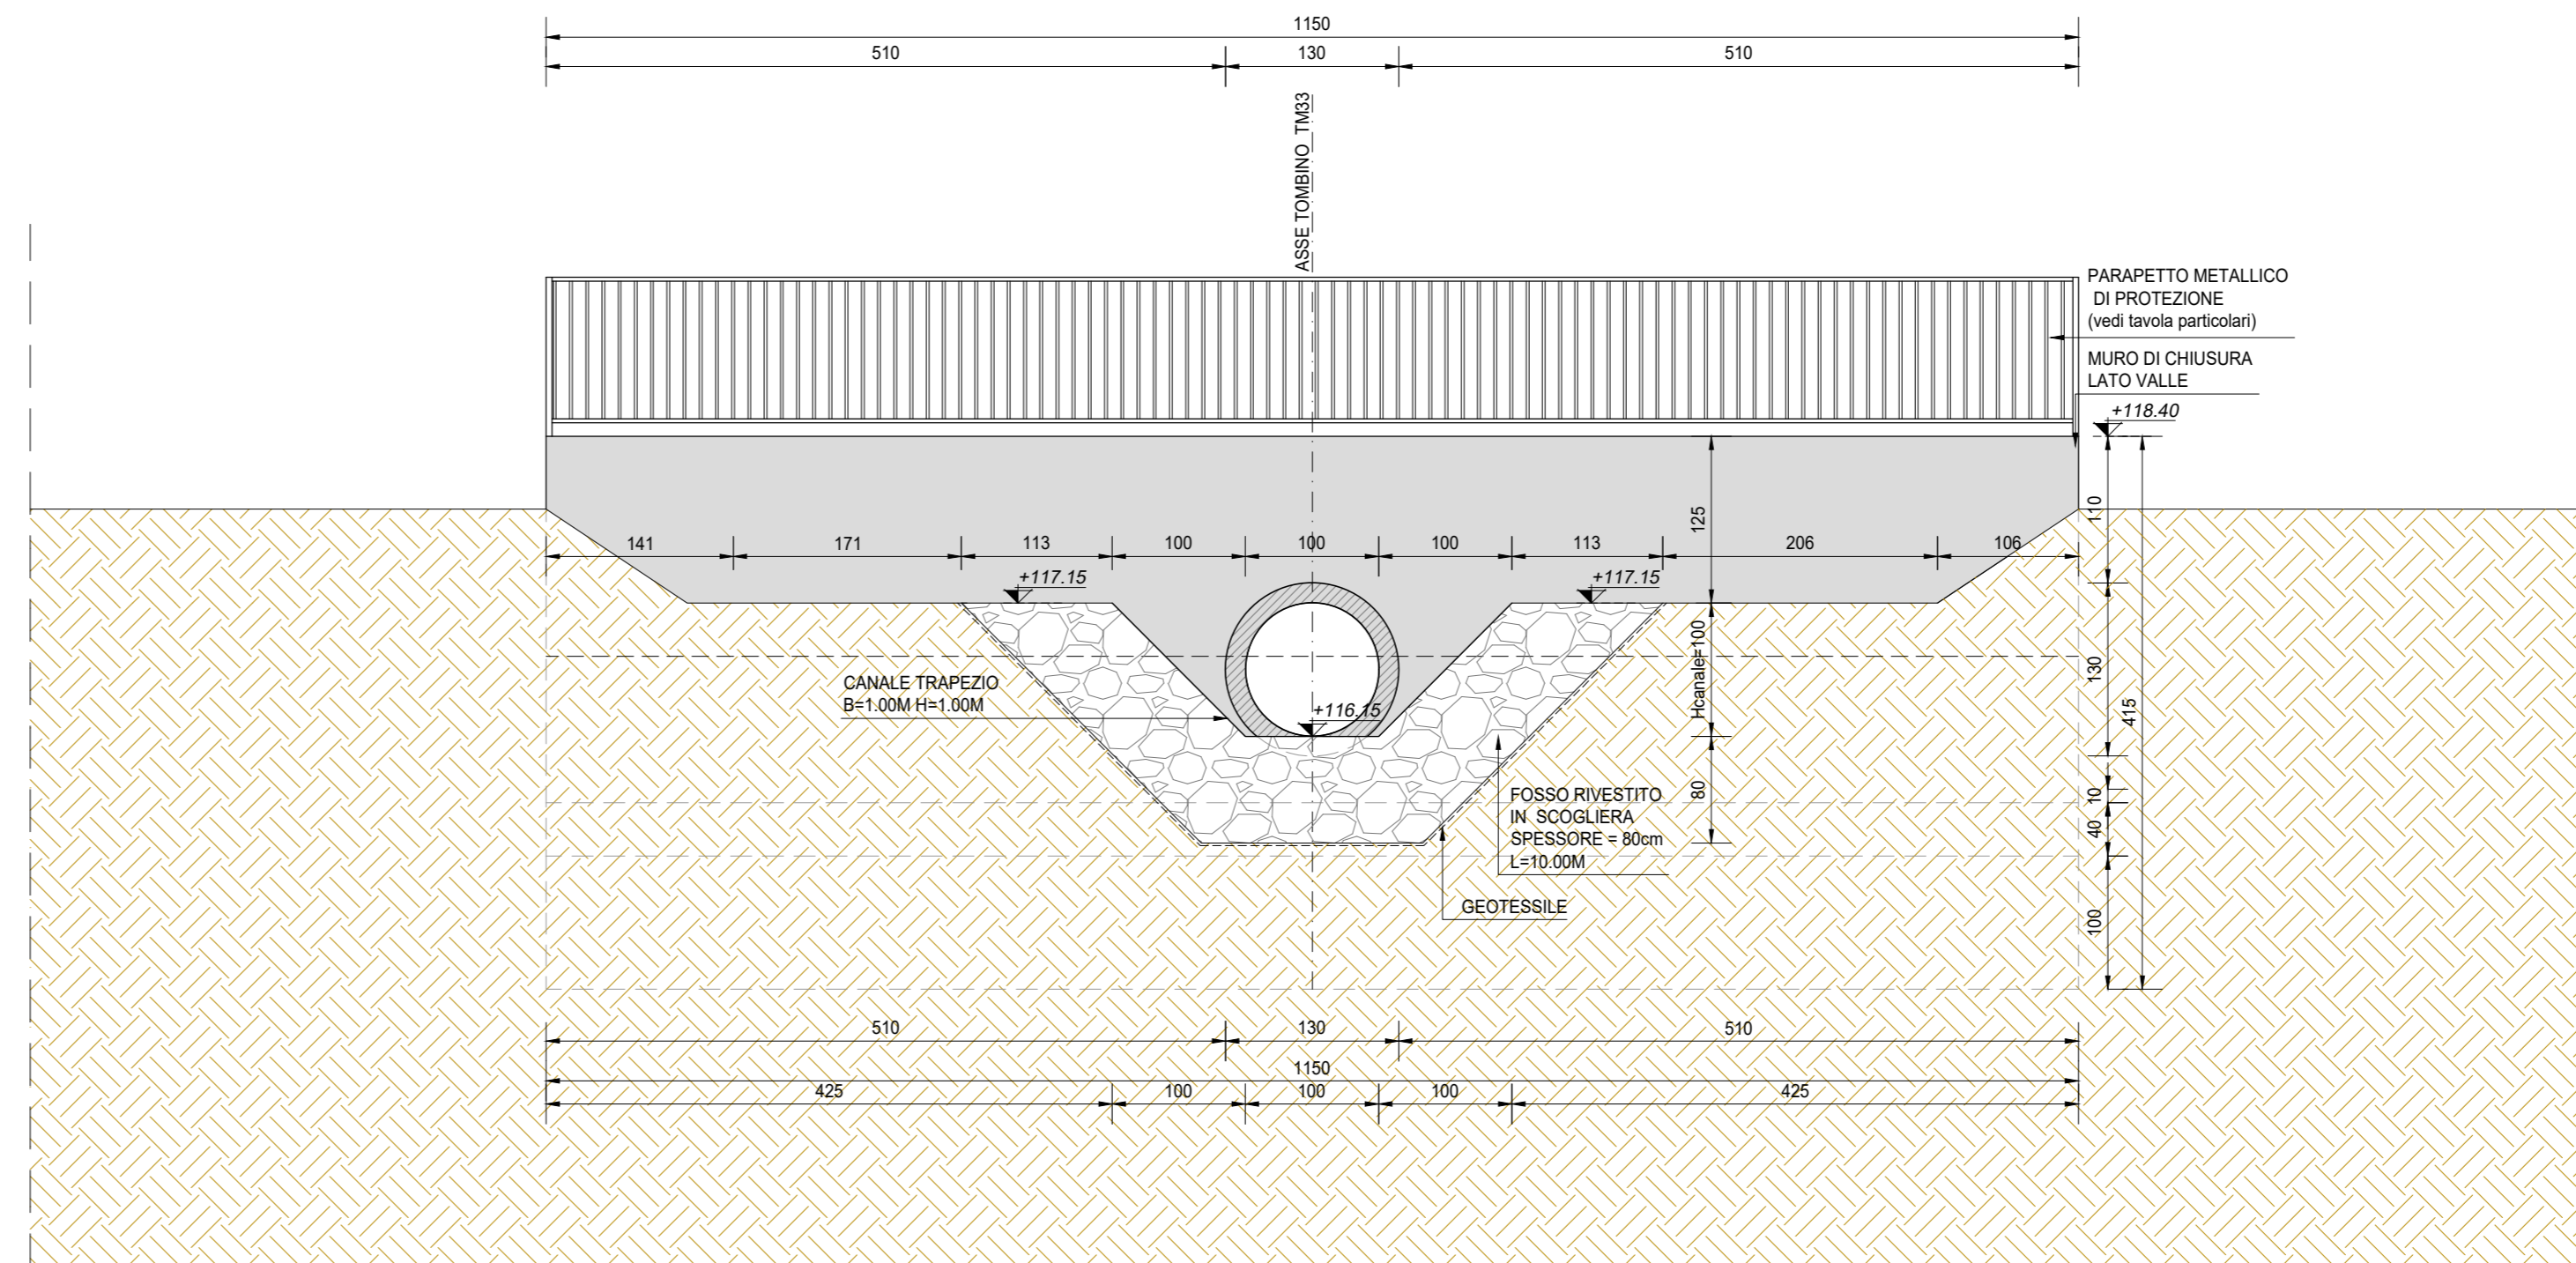 1150
510 130 510
ASSE TOMBINO TM33
PARAPETTO METALLICO
DI PROTEZIONE
(vedi tavola particolari)
MURO DI CHIUSURA
LATO VALLE
+118.40
110
125
141 171 113 100 100 100 113 206 106
+117.15 +117.15
Hcanale=100
130
415
CANALE TRAPEZIO
B=1.00M H=1.00M
+116.15
80
10
40
100
FOSSO RIVESTITO
IN SCOGLIERA
SPESSORE = 80cm
L=10.00M
GEOTESSILE
510 130 510
1150
425 100 100 100 425